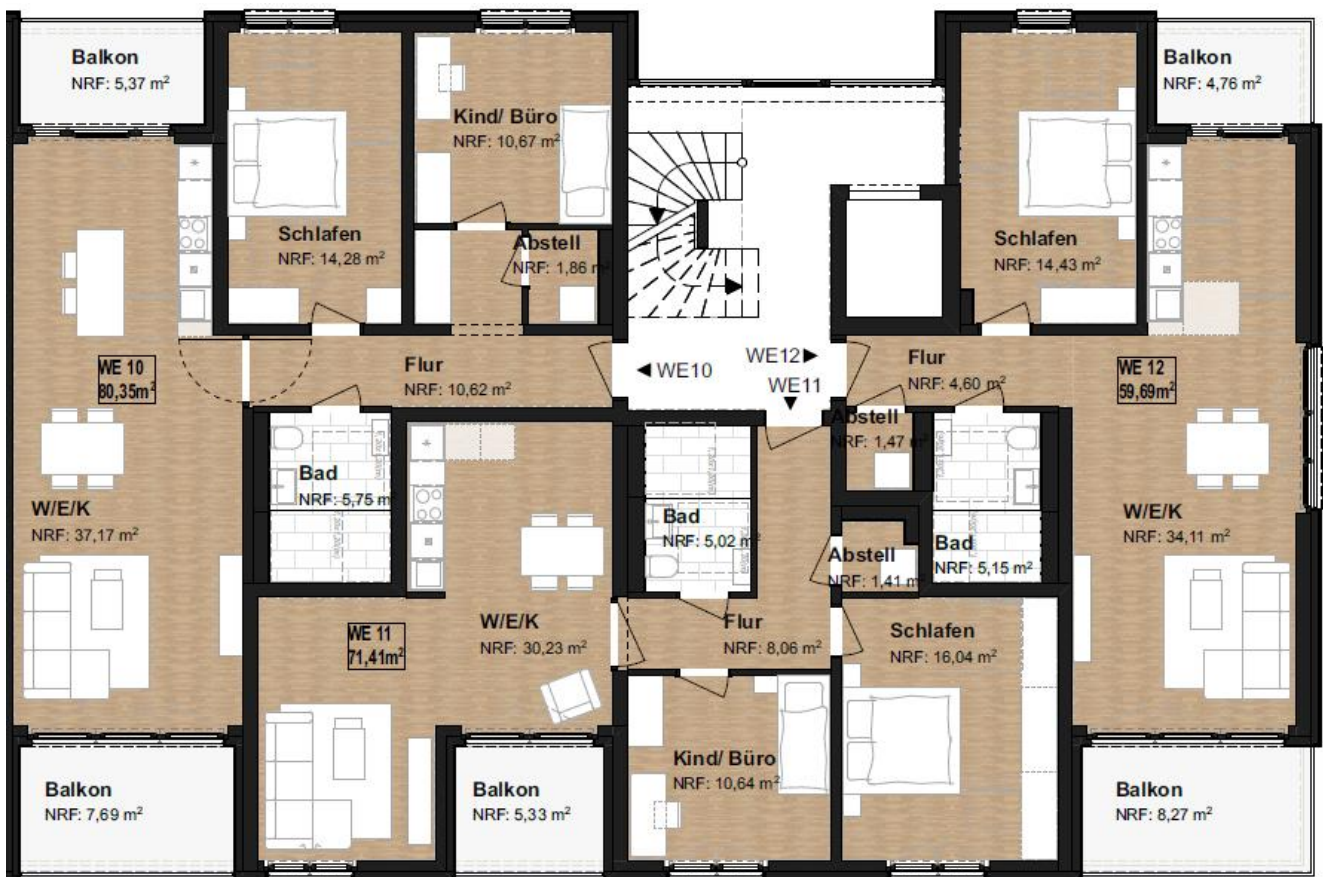 Balkon
NRF: 5,37 m²
Kind/ Büro
NRF: 10,67 m²
Balkon
NRF: 4,76 m²
Schlafen
NRF: 14,28 m²
Abstell
NRF: 1,86 m²
Schlafen
NRF: 14,43 m²
WE 10
80,35m²
Flur
NRF: 10,62 m²
◄WE10
WE12►
WE11
▼
Flur
NRF: 4,60 m²
WE 12
59,69m²
Abstell
NRF: 1,47 m²
Bad
NRF: 5,75 m²
W/E/K
NRF: 37,17 m²
Bad
NRF: 5,02 m²
Abstell
NRF: 1,41 m²
Bad
NRF: 5,15 m²
W/E/K
NRF: 34,11 m²
WE 11
71,41m²
W/E/K
NRF: 30,23 m²
Flur
NRF: 8,06 m²
Schlafen
NRF: 16,04 m²
Kind/ Büro
NRF: 10,64 m²
Balkon
NRF: 7,69 m²
Balkon
NRF: 5,33 m²
Balkon
NRF: 8,27 m²